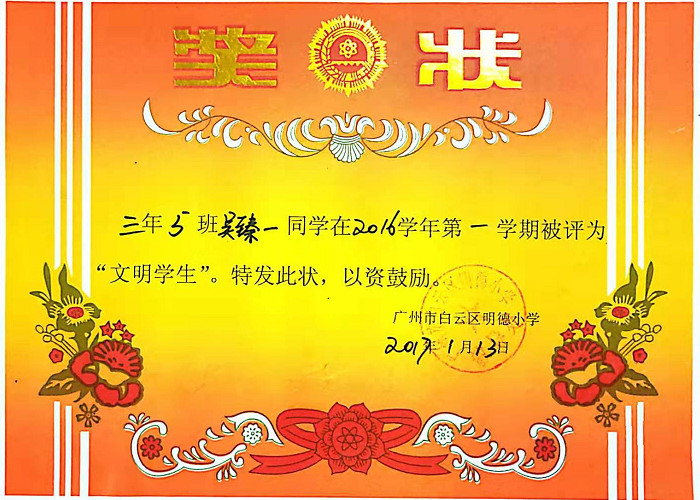 奖 状
三年5班吴臻一同学在2016学年第一学期被评为
“文明学生”。特发此状，以资鼓励。
广州市白云区明德小学
2017年1月13日